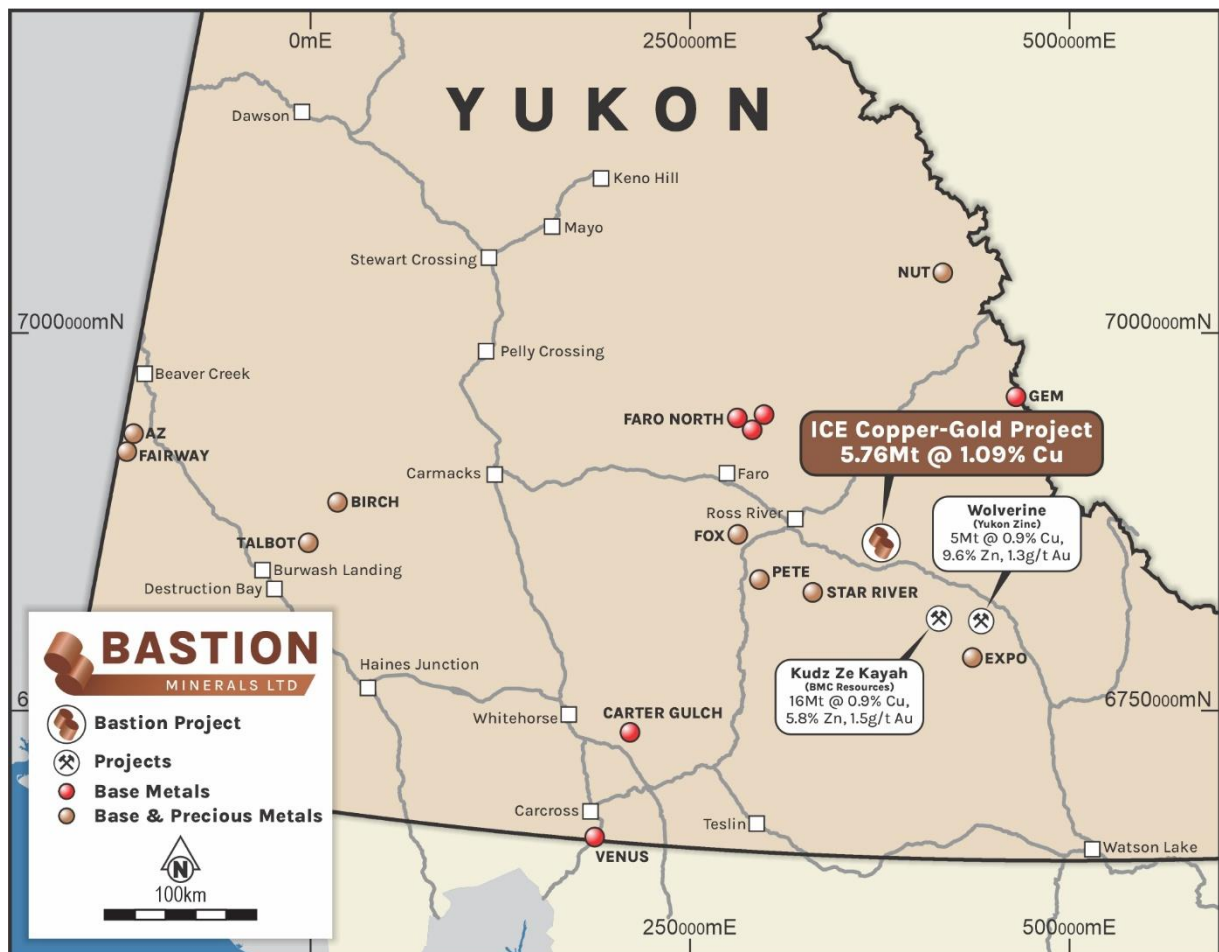 0mE
250000mE
500000mE
YUKON
Dawson
Keno Hill
Mayo
Stewart Crossing
NUT
7000000mN
7000000mN
Pelly Crossing
Beaver Creek
GEM
FARO NORTH
AZ
FAIRWAY
ICE Copper-Gold Project
5.76Mt @ 1.09% Cu
Carmacks
Faro
BIRCH
Ross River
Wolverine
(Yukon Zinc)
5Mt @ 0.9% Cu,
9.6% Zn, 1.3g/t Au
FOX
TALBOT
Burwash Landing
PETE
Destruction Bay
STAR RIVER
BASTION
MINERALS LTD
EXPO
Haines Junction
Kudz Ze Kayah
(BMC Resources)
16Mt @ 0.9% Cu,
5.8% Zn, 1.5g/t Au
6
6750000mN
CARTER GULCH
Whitehorse
Bastion Project
Projects
Base Metals
Base & Precious Metals
Carcross
Teslin
Watson Lake
VENUS
N
100km
250000mE
500000mE